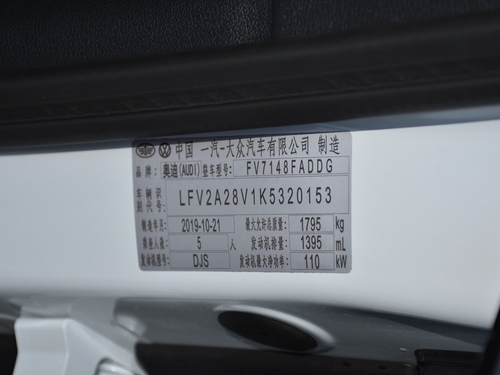 中国 一汽-大众汽车有限公司 制造
品牌: 奥迪(AUDI) 整车型号: FV7148FADDG
车辆识别代号: LFV2A28V1K5320153
制造年月: 2019-10-21 最大允许总质量: 1795 kg
乘坐人数: 5 人 发动机排量: 1395 mL
发动机型号: DJS 发动机最大净功率: 110 kW